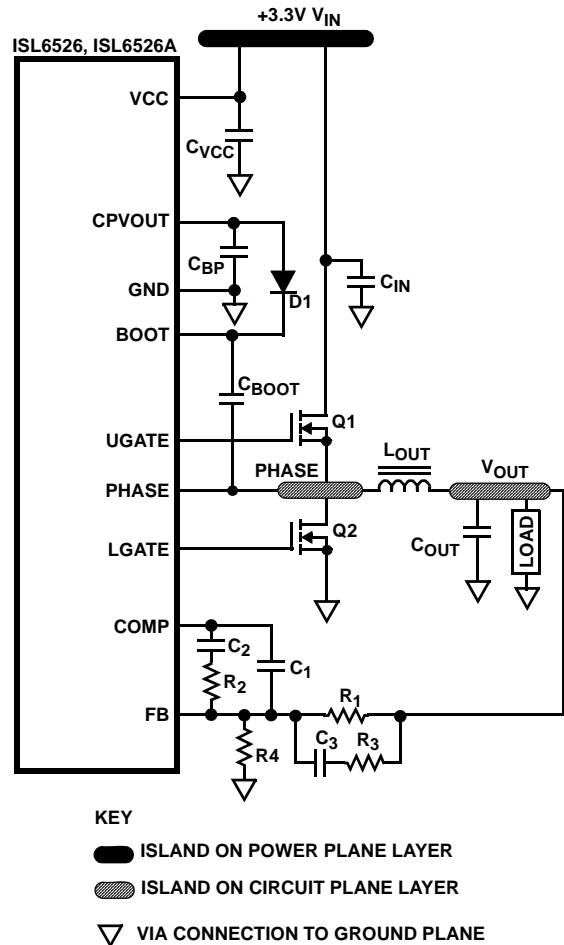 +3.3V VIN
ISL6526, ISL6526A
VCC
CVCC
CPVOUT
CBP
D1
GND
CIN
BOOT
CBOOT
Q1
UGATE
PHASE
LOUT
VOUT
PHASE
Q2
COUT
LOAD
LGATE
COMP
C2
C1
R2
R1
FB
C3
R3
R4
KEY
ISLAND ON POWER PLANE LAYER
ISLAND ON CIRCUIT PLANE LAYER
VIA CONNECTION TO GROUND PLANE